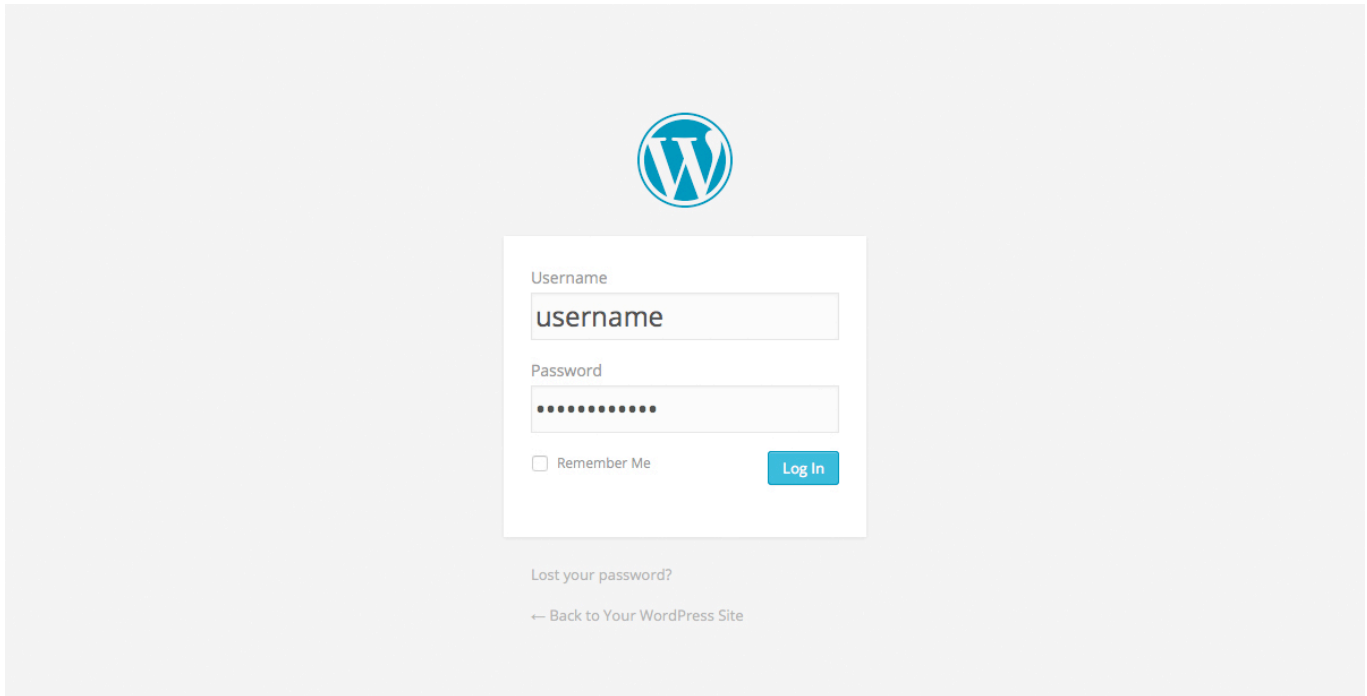 Username
username
Password
••••••••••••
Remember Me
Log In
Lost your password?
← Back to Your WordPress Site